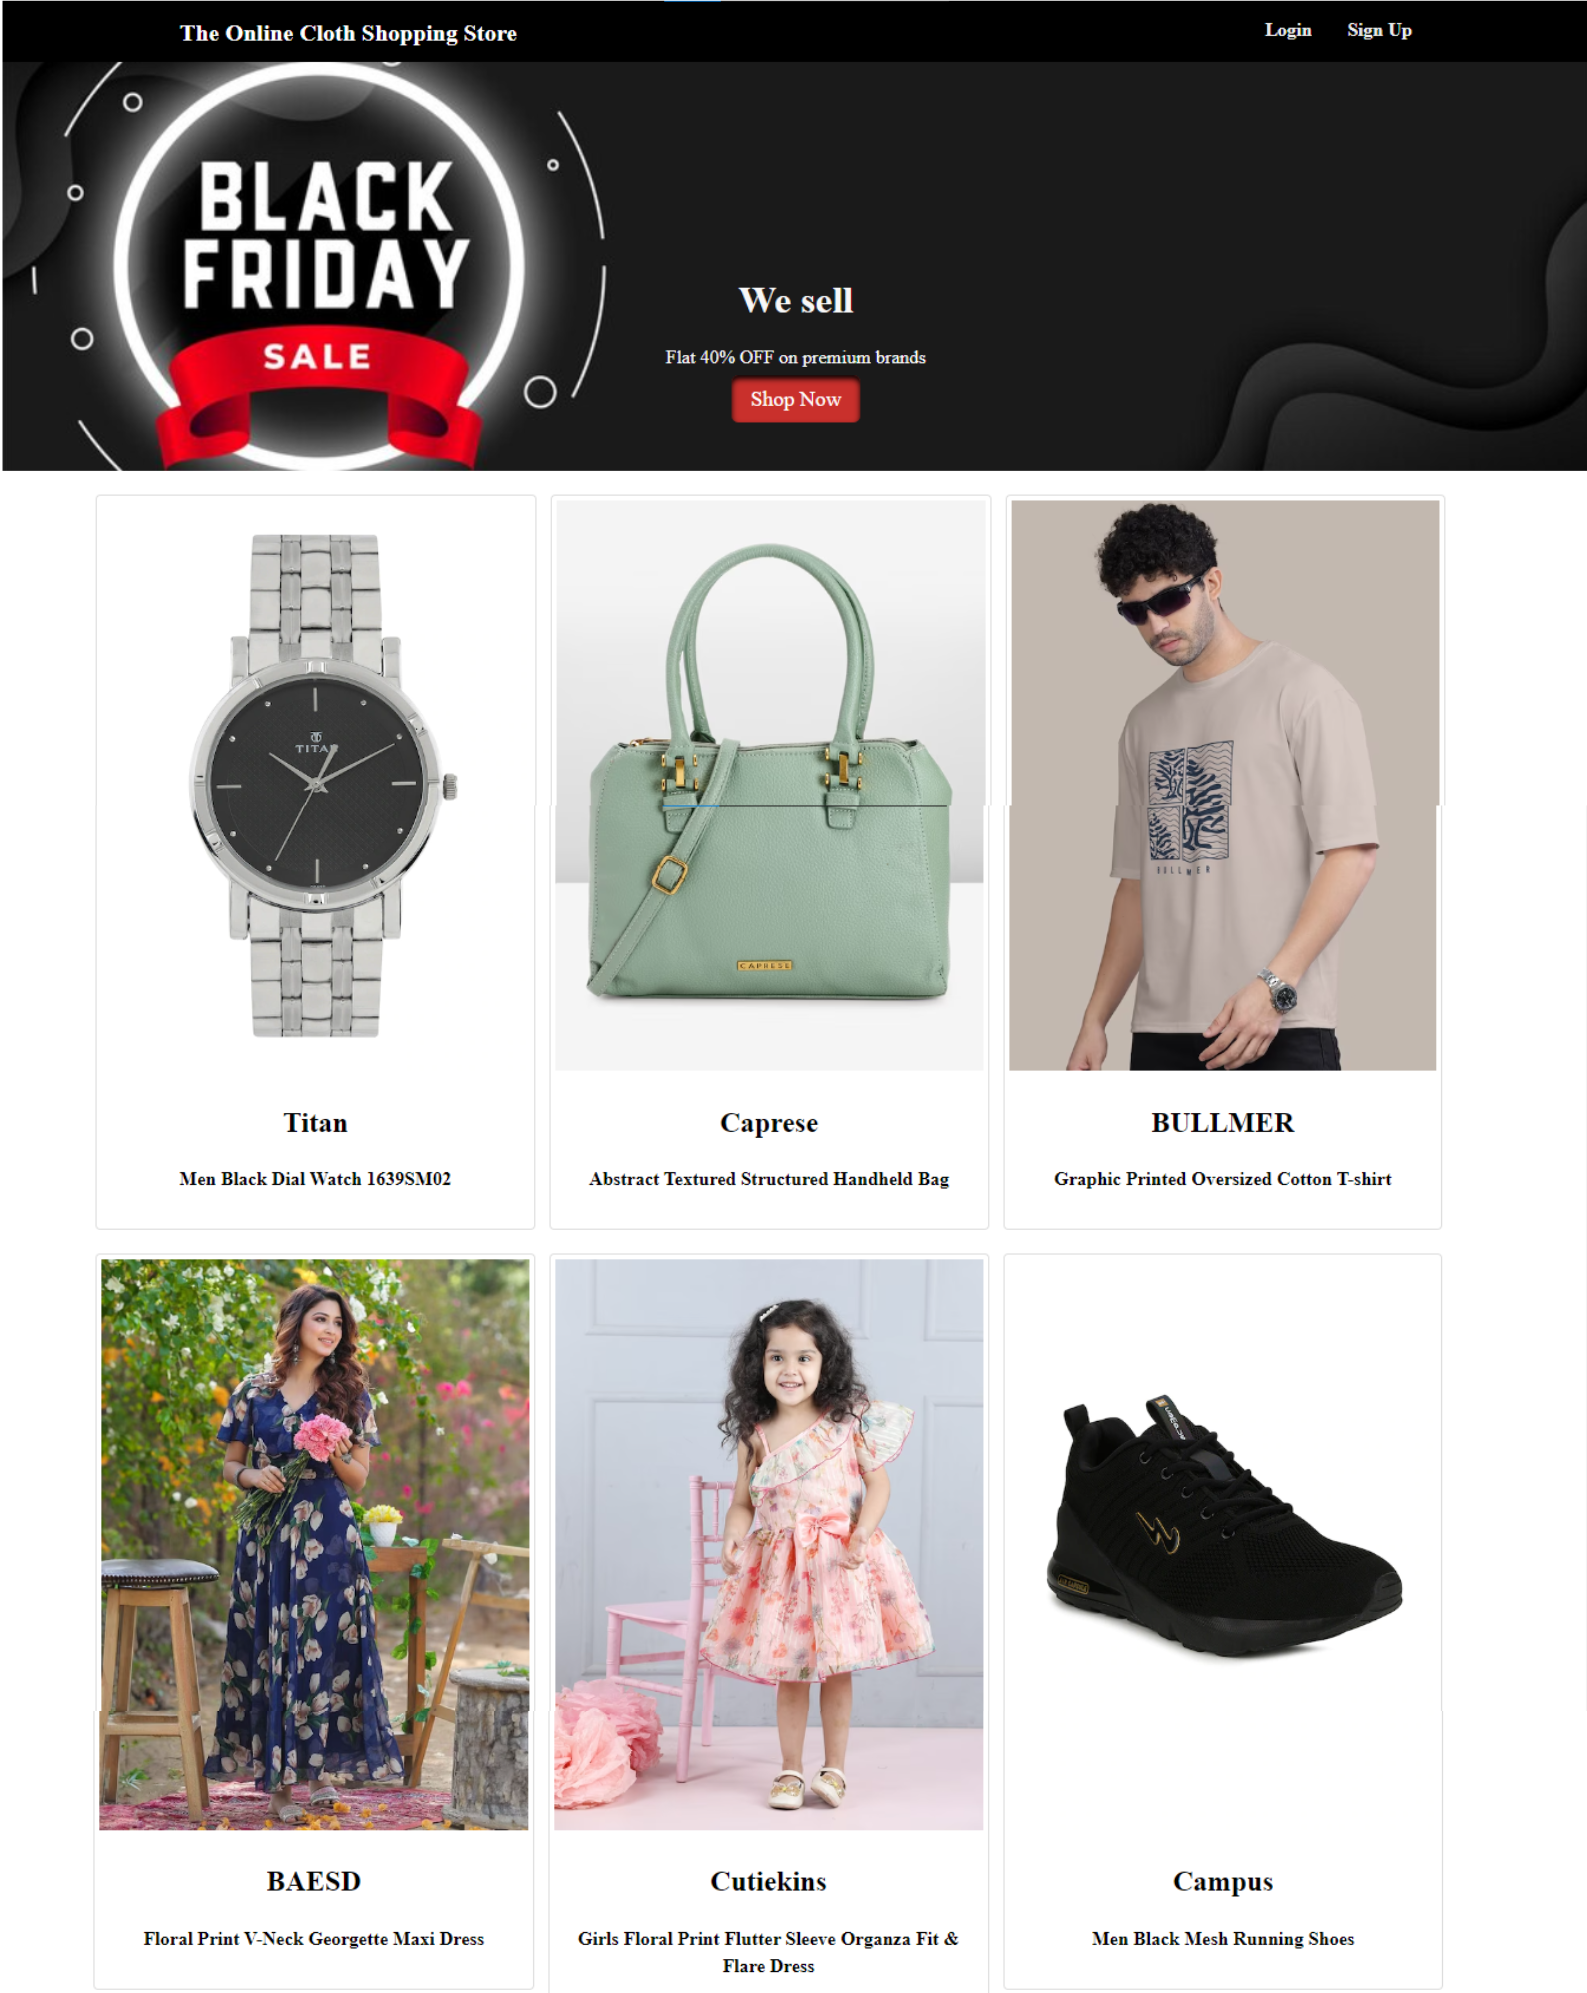 The Online Cloth Shopping Store
Login Sign Up
BLACK
FRIDAY
SALE
We sell
Flat 40% OFF on premium brands
Shop Now
TITAN
CAPRESE
BULLMER
Titan
Caprese
BULLMER
Men Black Dial Watch 1639SM02
Abstract Textured Structured Handheld Bag
Graphic Printed Oversized Cotton T-shirt
BAESD
Cutiekins
Campus
Floral Print V-Neck Georgette Maxi Dress
Girls Floral Print Flutter Sleeve Organza Fit &
Flare Dress
Men Black Mesh Running Shoes